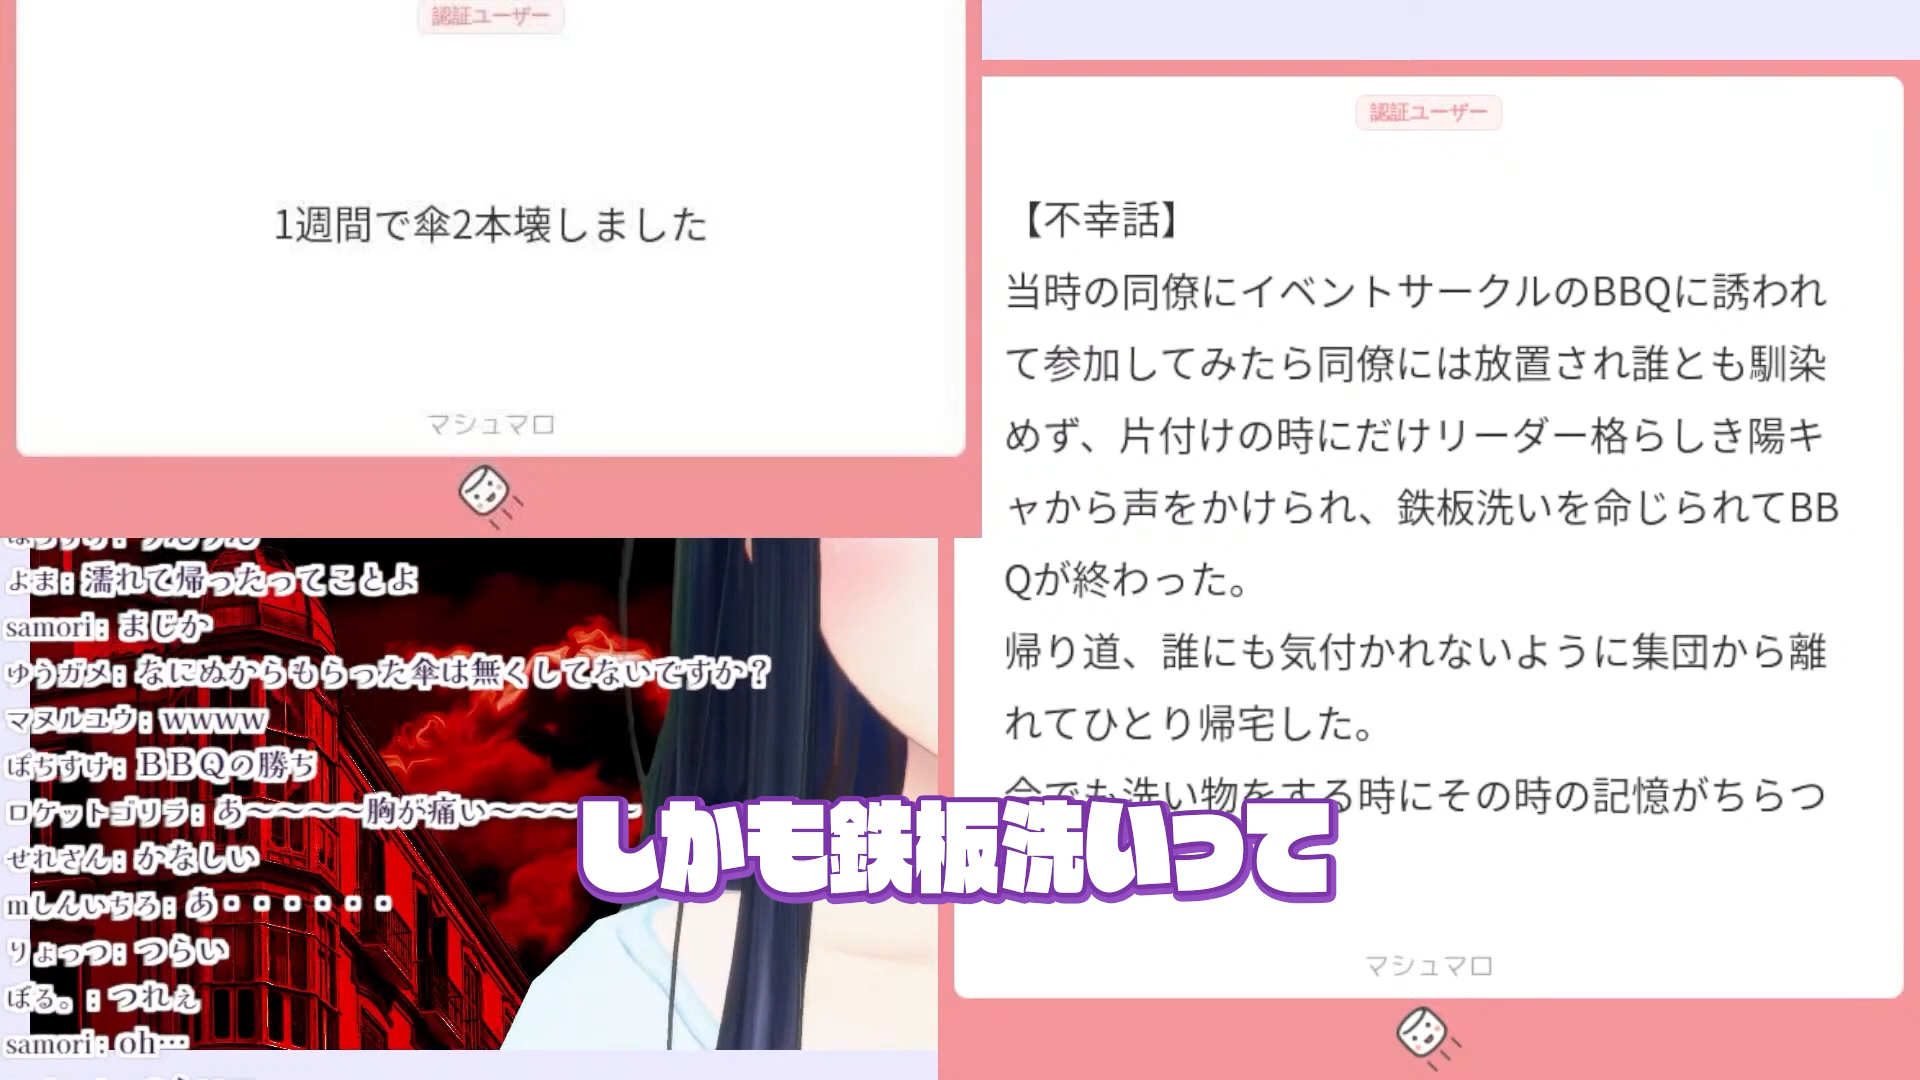 認証ユーザー
1週間で傘2本壊しました
マシュマロ
認証ユーザー
【不幸話】
当時の同僚にイベントサークルのBBQに誘われ
て参加してみたら同僚には放置され誰とも馴染
めず、片付けの時にだけリーダー格らしき陽キ
ャから声をかけられ、鉄板洗いを命じられてBB
Qが終わった。
帰り道、誰にも気付かれないように集団から離
れてひとり帰宅した。
今でも洗い物をする時にその時の記憶がちらつ
マシュマロ
よま: 濡れて帰ったってことよ
samori: まじか
ゆうガメ: なにぬからもらった傘は無くしてないですか?
マヌルユウ: wwww
ぽちすけ: BBQの勝ち
ロケットゴリラ: あ〜〜〜〜胸が痛い〜〜〜
せれさん: かなしい
mしんいちろ: あ・・・・・・
りょっつ: つらい
ぼる。: つれぇ
samori: oh…
しかも鉄板洗いって